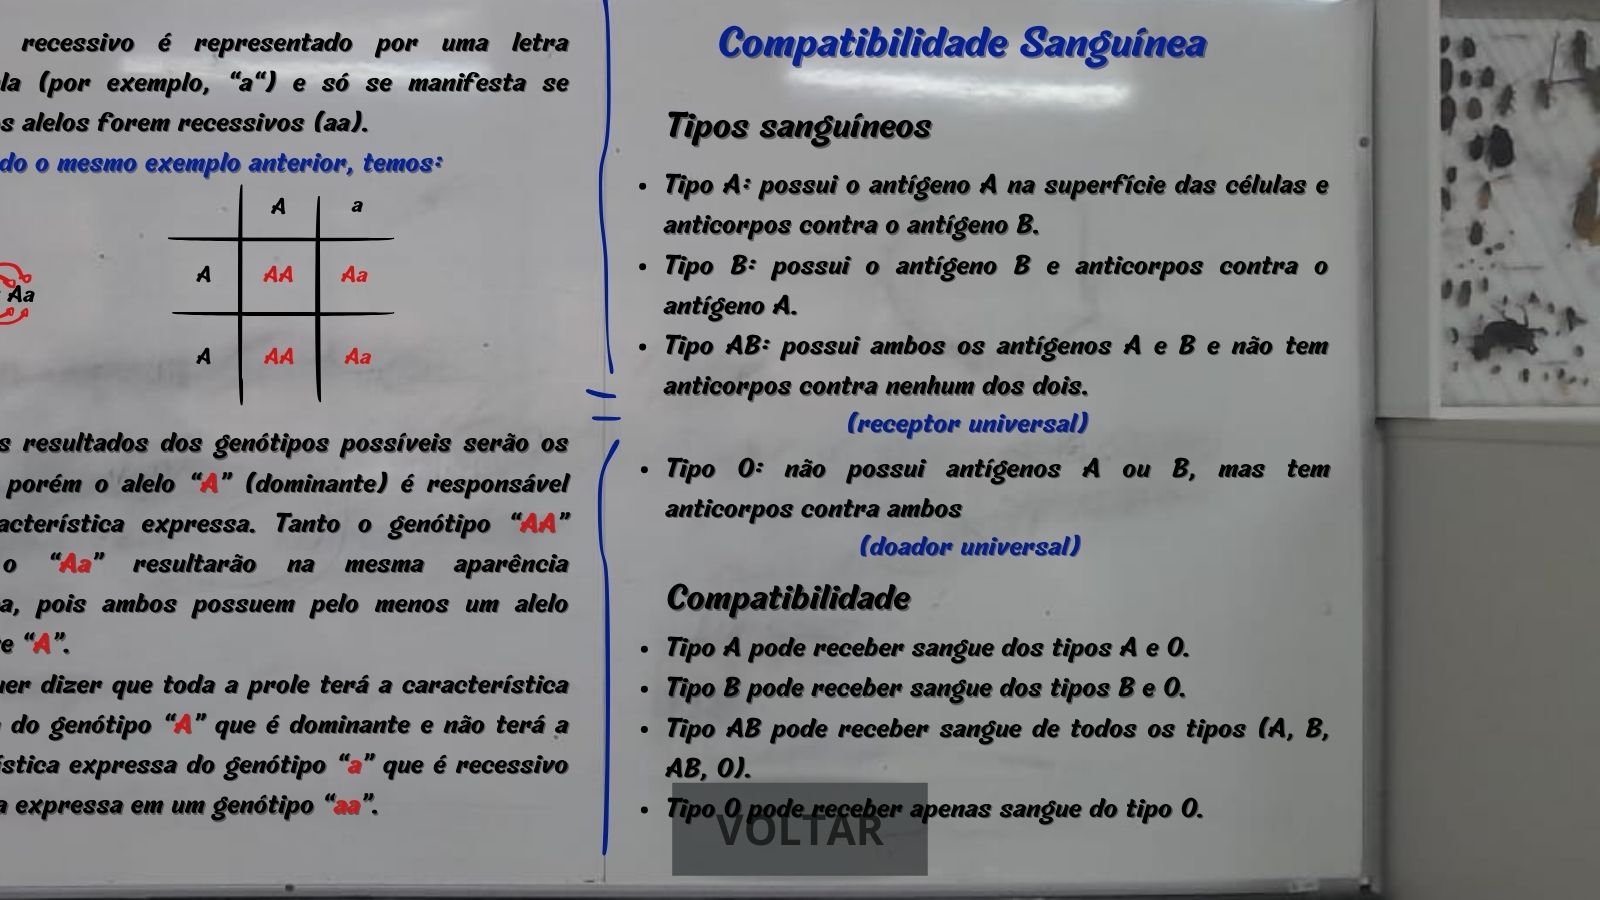 recessivo é representado por uma letra
(por exemplo, “a“) e só se manifesta se
alelos forem recessivos (aa).
o mesmo exemplo anterior, temos:
A a
A AA Aa
Aa
A AA Aa
resultados dos genótipos possíveis serão os
porém o alelo “A” (dominante) é responsável
expressa. Tanto o genótipo “AA”
o “Aa” resultarão na mesma aparência
pois ambos possuem pelo menos um alelo
“A”.
dizer que toda a prole terá a característica
do genótipo “A” que é dominante e não terá a
expressa do genótipo “a” que é recessivo
a expressa em um genótipo “aa”.
Compatibilidade Sanguínea
Tipos sanguíneos
• Tipo A: possui o antígeno A na superfície das células e
anticorpos contra o antígeno B.
• Tipo B: possui o antígeno B e anticorpos contra o
antígeno A.
• Tipo AB: possui ambos os antígenos A e B e não tem
anticorpos contra nenhum dos dois.
(receptor universal)
• Tipo O: não possui antígenos A ou B, mas tem
anticorpos contra ambos
(doador universal)
Compatibilidade
• Tipo A pode receber sangue dos tipos A e O.
• Tipo B pode receber sangue dos tipos B e O.
• Tipo AB pode receber sangue de todos os tipos (A, B,
AB, O).
• Tipo O pode receber apenas sangue do tipo O.
VOLTAR